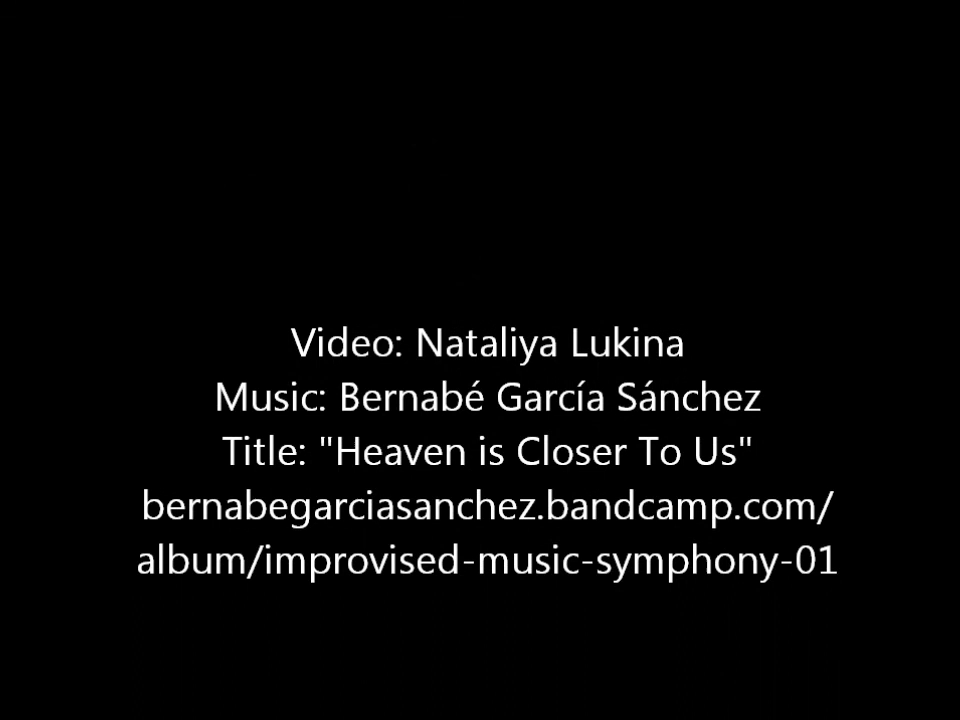 Video: Nataliya Lukina
Music: Bernabé García Sánchez
Title: "Heaven is Closer To Us"
bernabegarciasanchez.bandcamp.com/
album/improvised-music-symphony-01